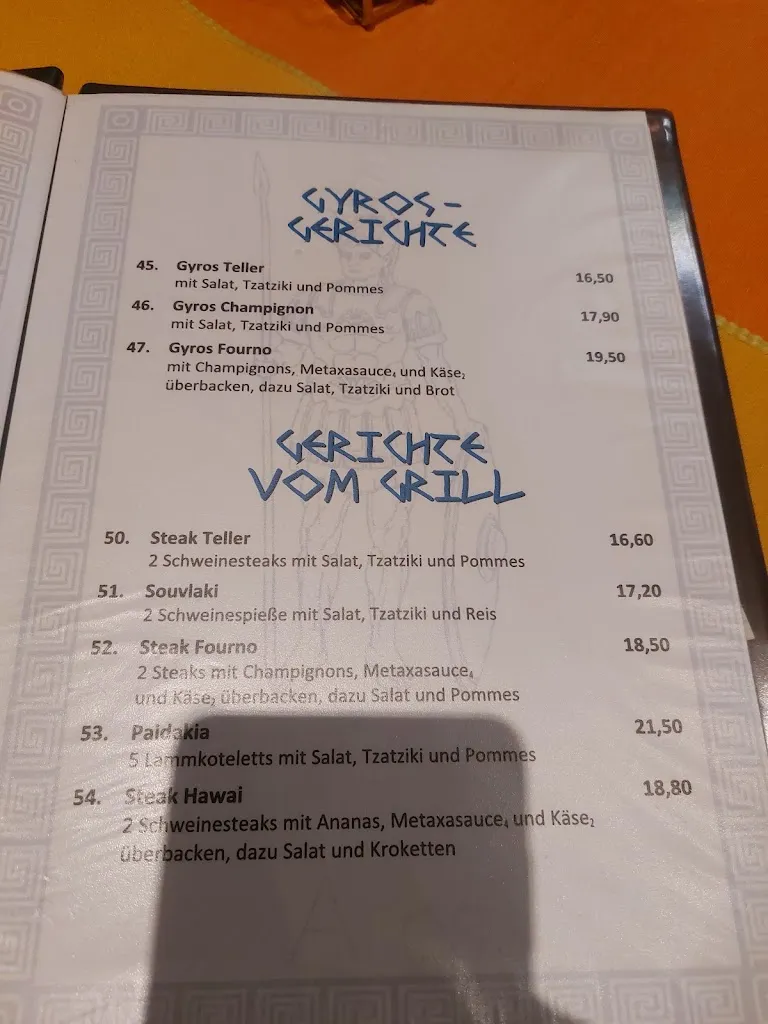 GYROS-
GERICHTE
45. Gyros Teller 16,50
mit Salat, Tzatziki und Pommes
46. Gyros Champignon 17,90
mit Salat, Tzatziki und Pommes
47. Gyros Fourno 19,50
mit Champignons, Metaxasauce₄ und Käse₂
überbacken, dazu Salat, Tzatziki und Brot
GERICHTE
VOM GRILL
50. Steak Teller 16,60
2 Schweinesteaks mit Salat, Tzatziki und Pommes
51. Souvlaki 17,20
2 Schweinespieße mit Salat, Tzatziki und Reis
52. Steak Fourno 18,50
2 Steaks mit Champignons, Metaxasauce₄
und Käse₂ überbacken, dazu Salat und Pommes
53. Paidakia 21,50
5 Lammkoteletts mit Salat, Tzatziki und Pommes
54. Steak Hawai 18,80
2 Schweinesteaks mit Ananas, Metaxasauce₄ und Käse₂
überbacken, dazu Salat und Kroketten